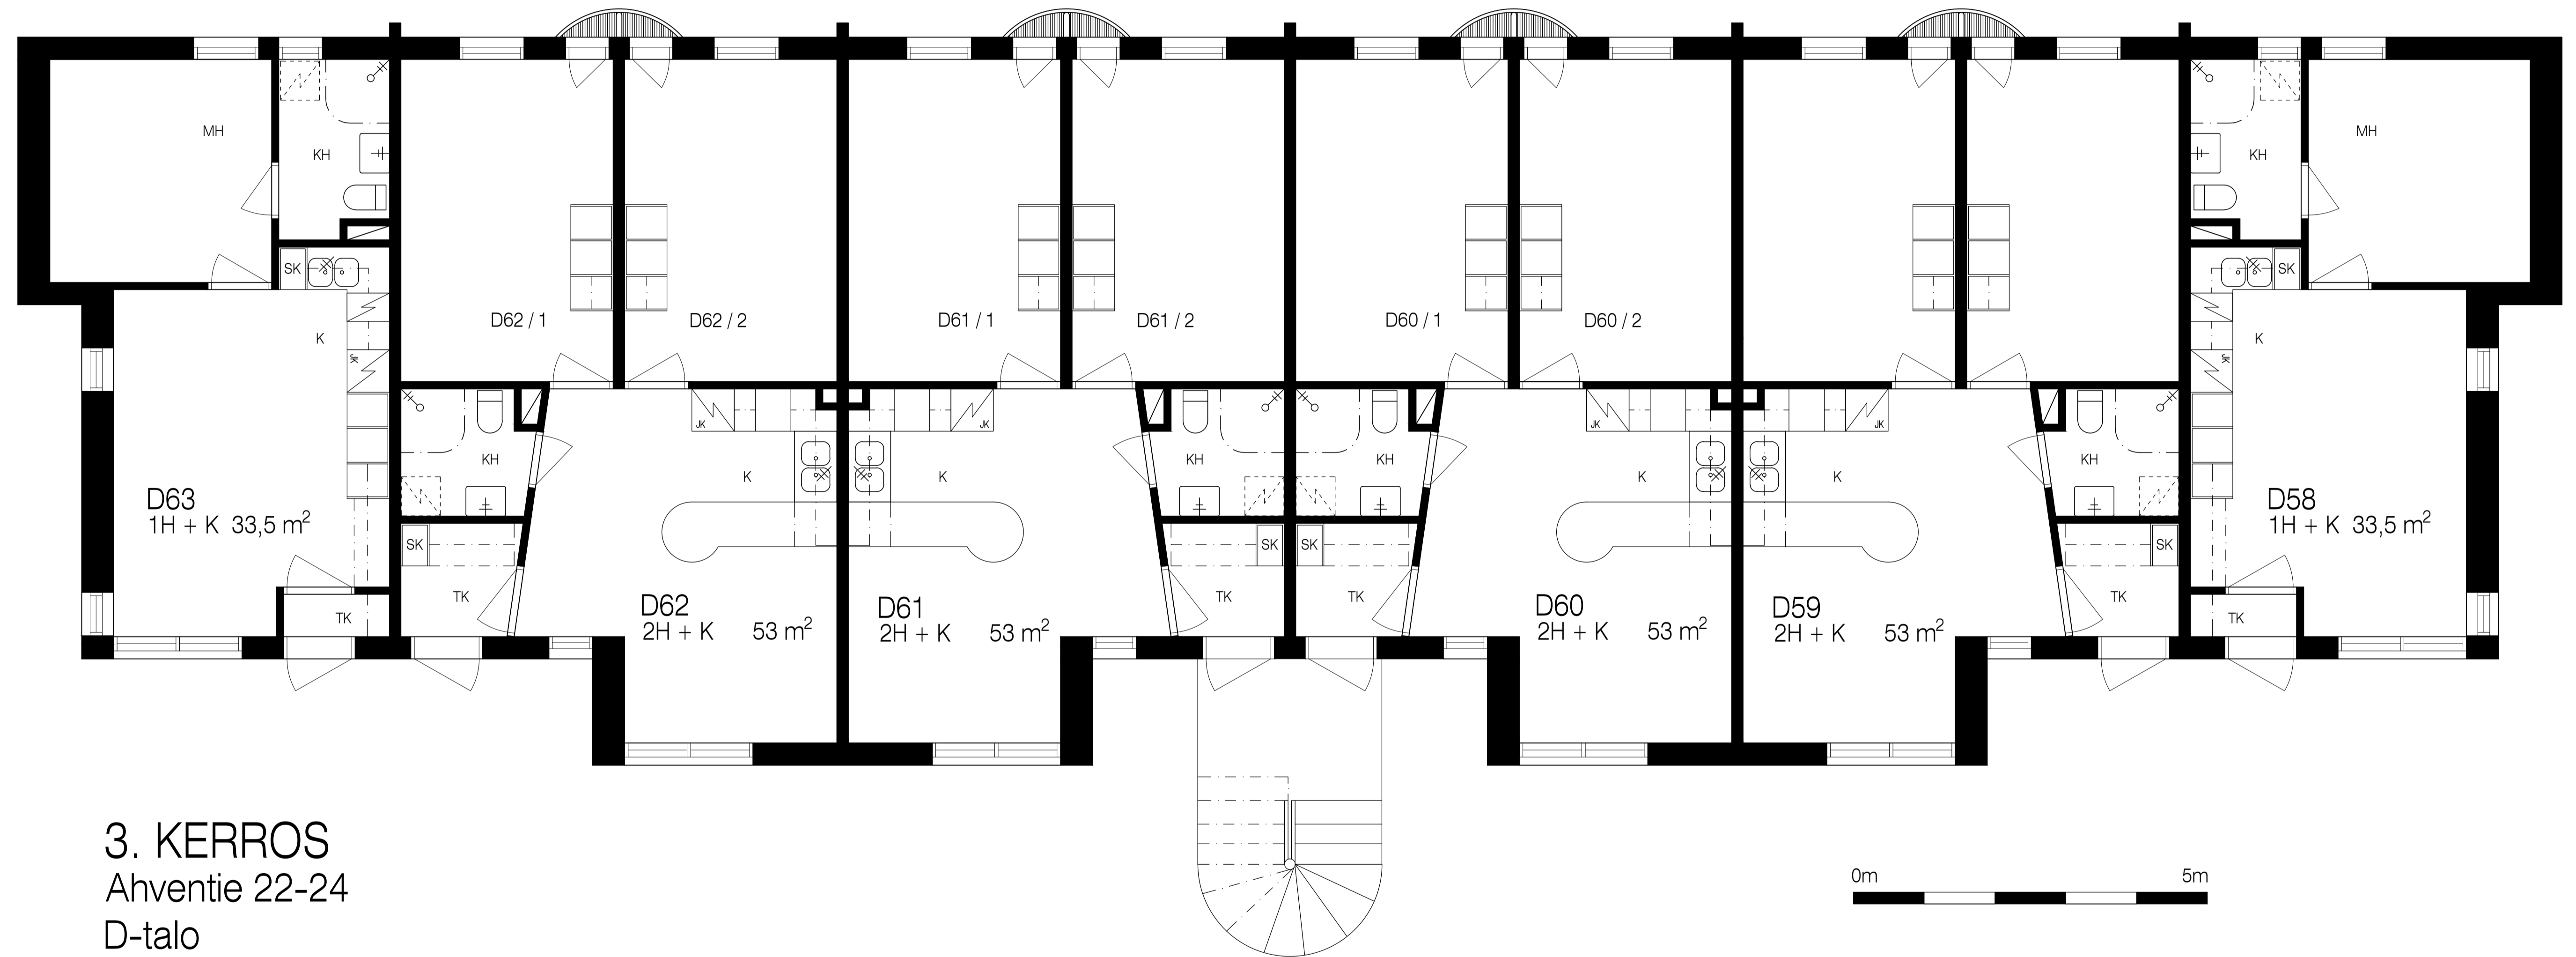 MH
KH
KH
MH
SK
SK
D62 / 1
D62 / 2
D61 / 1
D61 / 2
D60 / 1
D60 / 2
K
K
JK
JK
JK
JK
JK
JK
KH
K
K
KH
KH
K
K
KH
D63
1H + K 33,5 m²
D58
1H + K 33,5 m²
SK
SK
SK
SK
TK
D62
2H + K 53 m²
D61
2H + K 53 m²
TK
TK
D60
2H + K 53 m²
D59
2H + K 53 m²
TK
TK
TK
3. KERROS
Ahventie 22-24
D-talo
0m 5m